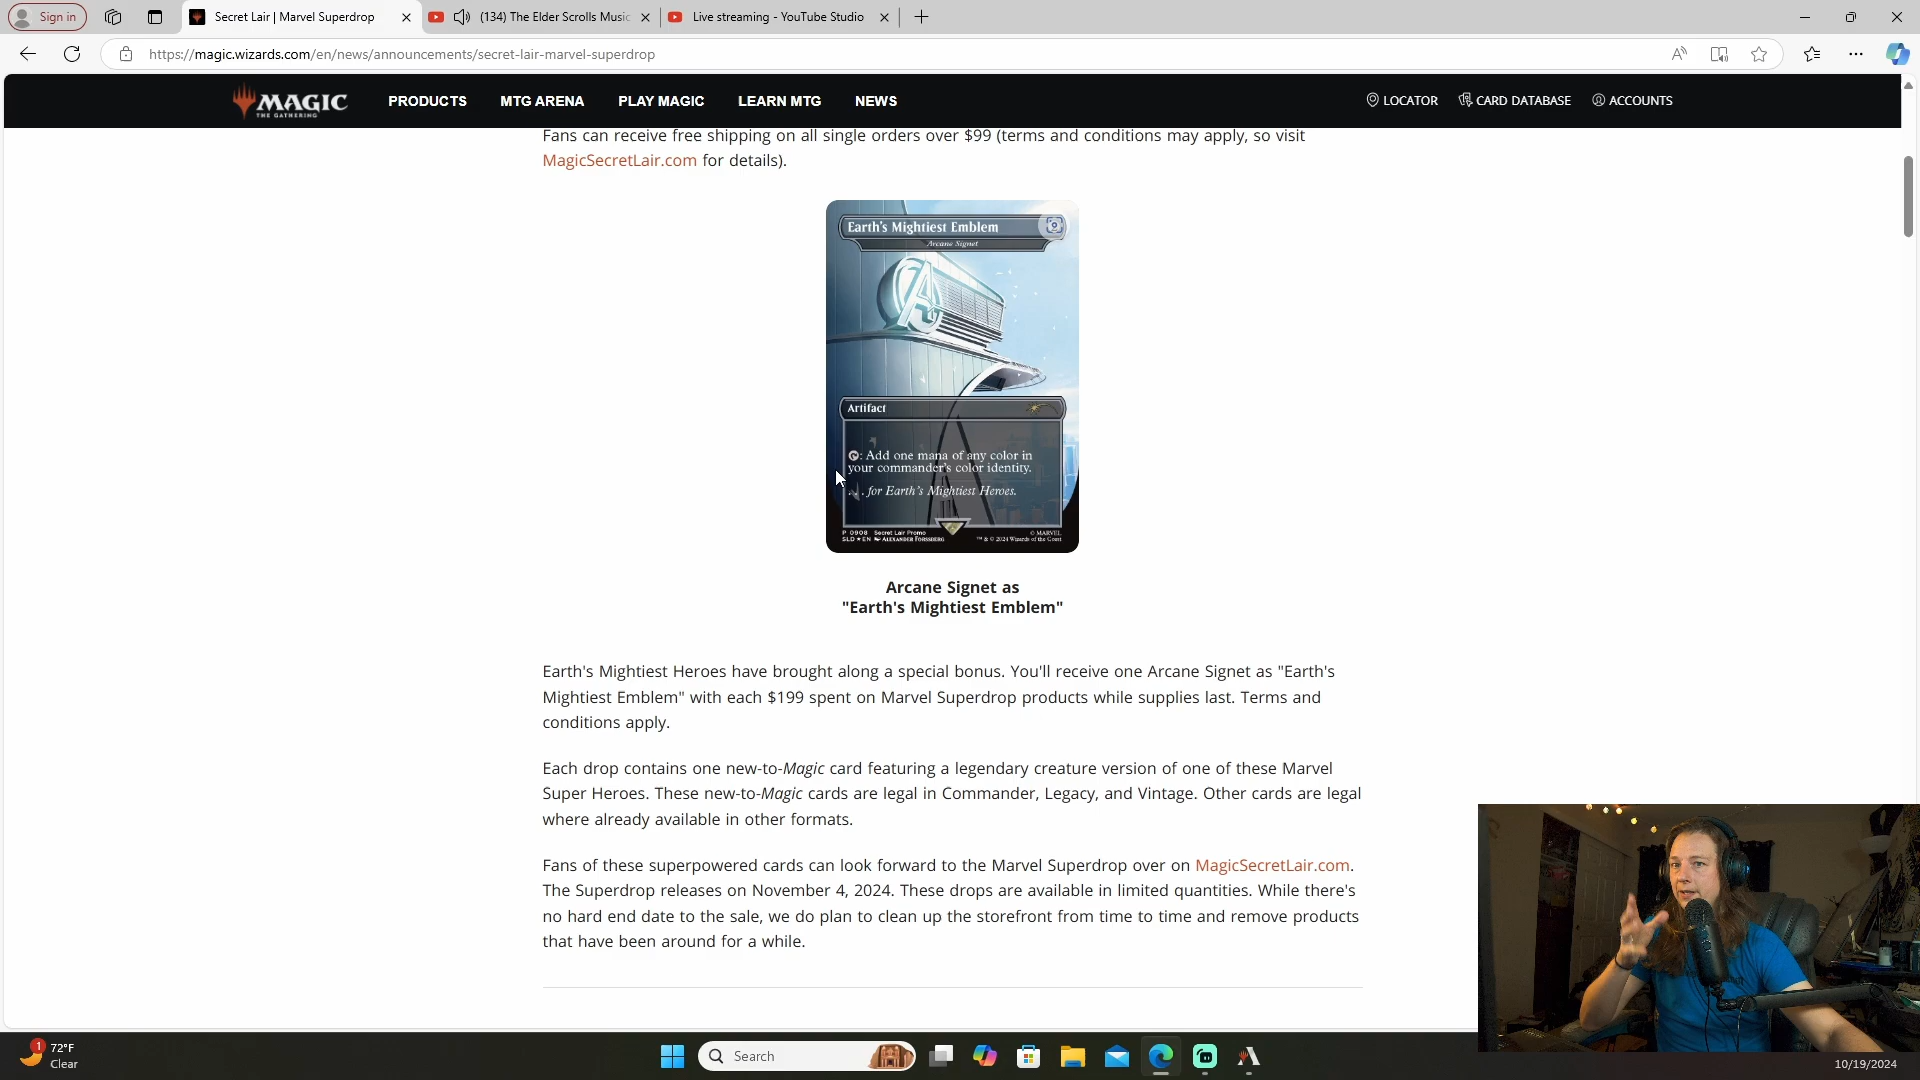 Sign in
Secret Lair | Marvel Superdrop
(134) The Elder Scrolls Music
Live streaming - YouTube Studio
https://magic.wizards.com/en/news/announcements/secret-lair-marvel-superdrop
MAGIC
THE GATHERING
PRODUCTS
MTG ARENA
PLAY MAGIC
LEARN MTG
NEWS
LOCATOR
CARD DATABASE
ACCOUNTS
Fans can receive free shipping on all single orders over $99 (terms and conditions may apply, so visit
MagicSecretLair.com for details).
Earth's Mightiest Emblem
Arcane Signet
A
Artifact
: Add one mana of any color in
your commander's color identity.
. . . for Earth's Mightiest Heroes.
P 0908 Secret Lair Promo
© MARVEL
SLD ★ EN ALEXANDER FORSSBERG
™ & © 2024 Wizards of the Coast
Arcane Signet as
"Earth's Mightiest Emblem"
Earth's Mightiest Heroes have brought along a special bonus. You'll receive one Arcane Signet as "Earth's
Mightiest Emblem" with each $199 spent on Marvel Superdrop products while supplies last. Terms and
conditions apply.
Each drop contains one new-to-Magic card featuring a legendary creature version of one of these Marvel
Super Heroes. These new-to-Magic cards are legal in Commander, Legacy, and Vintage. Other cards are legal
where already available in other formats.
Fans of these superpowered cards can look forward to the Marvel Superdrop over on MagicSecretLair.com.
The Superdrop releases on November 4, 2024. These drops are available in limited quantities. While there's
no hard end date to the sale, we do plan to clean up the storefront from time to time and remove products
that have been around for a while.
1
72°F
Clear
Search
10/19/2024